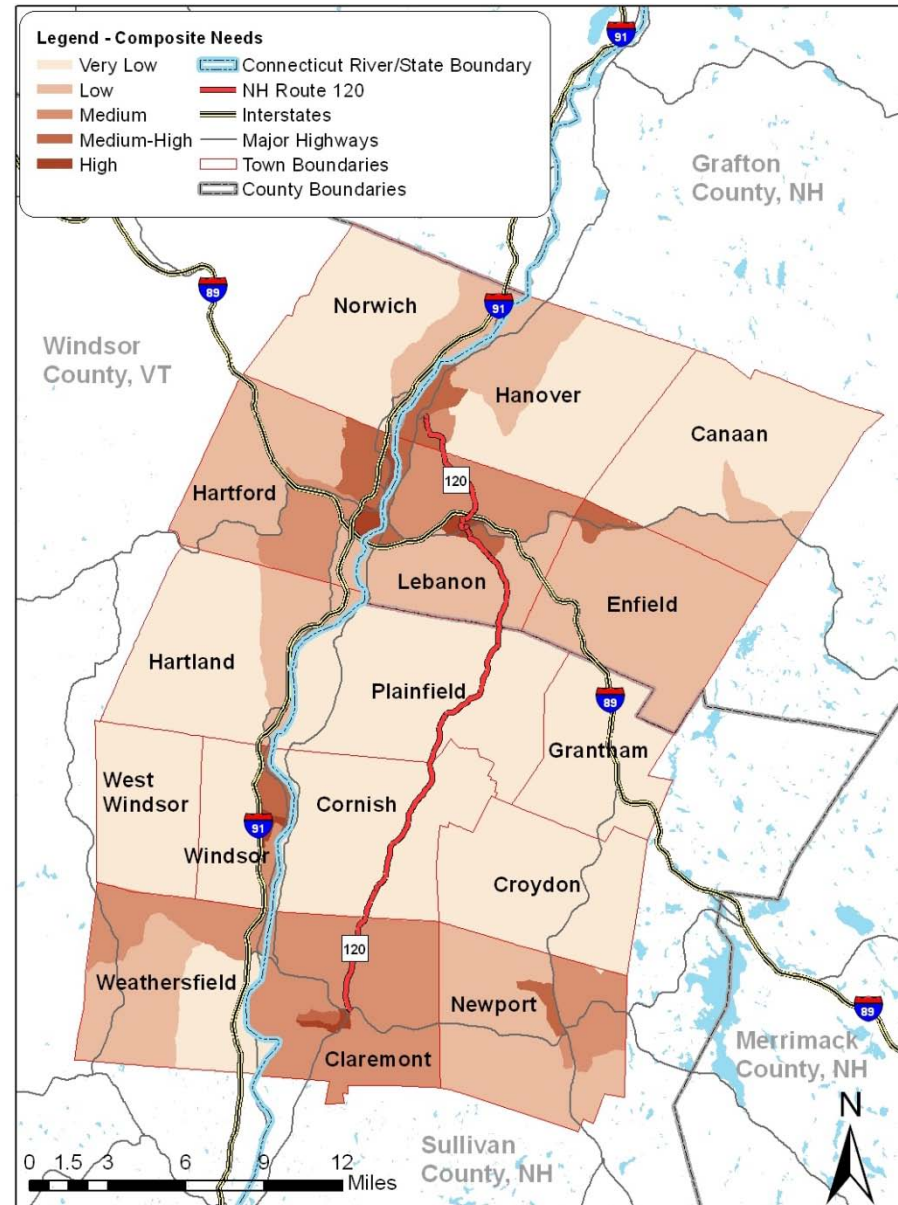 Legend - Composite Needs
Very Low
Low
Medium
Medium-High
High
Connecticut River/State Boundary
NH Route 120
Interstates
Major Highways
Town Boundaries
County Boundaries
91
Grafton
County, NH
89
91
Norwich
Windsor
County, VT
Hanover
Canaan
120
Hartford
Lebanon
Enfield
Hartland
Plainfield
89
Grantham
West
Windsor
Cornish
91
Windsor
Croydon
120
Weathersfield
Newport
89
Claremont
Merrimack
County, NH
N
Sullivan
County, NH
0 1.5 3 6 9 12
Miles